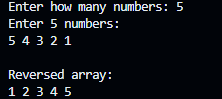 Enter how many numbers: 5
Enter 5 numbers:
5 4 3 2 1

Reversed array:
1 2 3 4 5